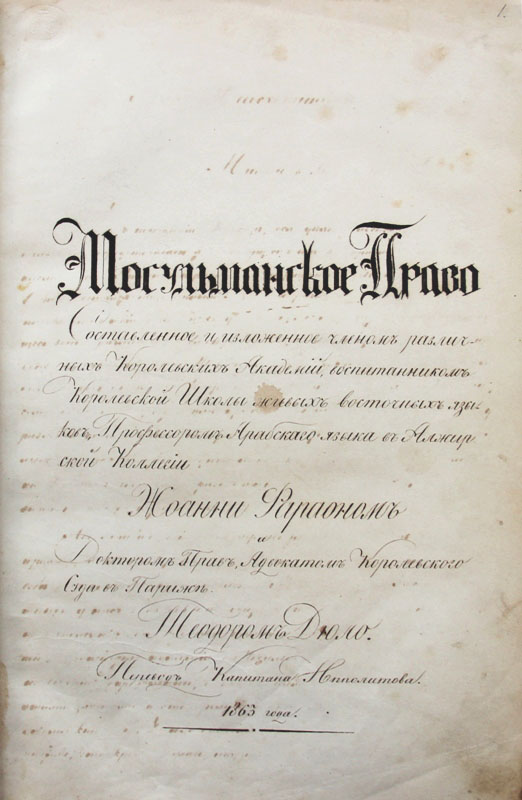 1.
Мосульманское Право
Составленное и изложенное членомъ различ-
ныхъ Королевскихъ Академій, воспитанникомъ
Королевской Школы живыхъ восточныхъ язы-
ковъ, Профессоромъ Арабскаго языка въ Алжир-
ской Коллегіи
Жоанни Фараономъ
и
Докторомъ Правъ, Адвокатомъ Королевского
Суда въ Парижѣ.
Теодоромъ Дюло.
Переводъ Капитана Ипполитова.
1863 года.